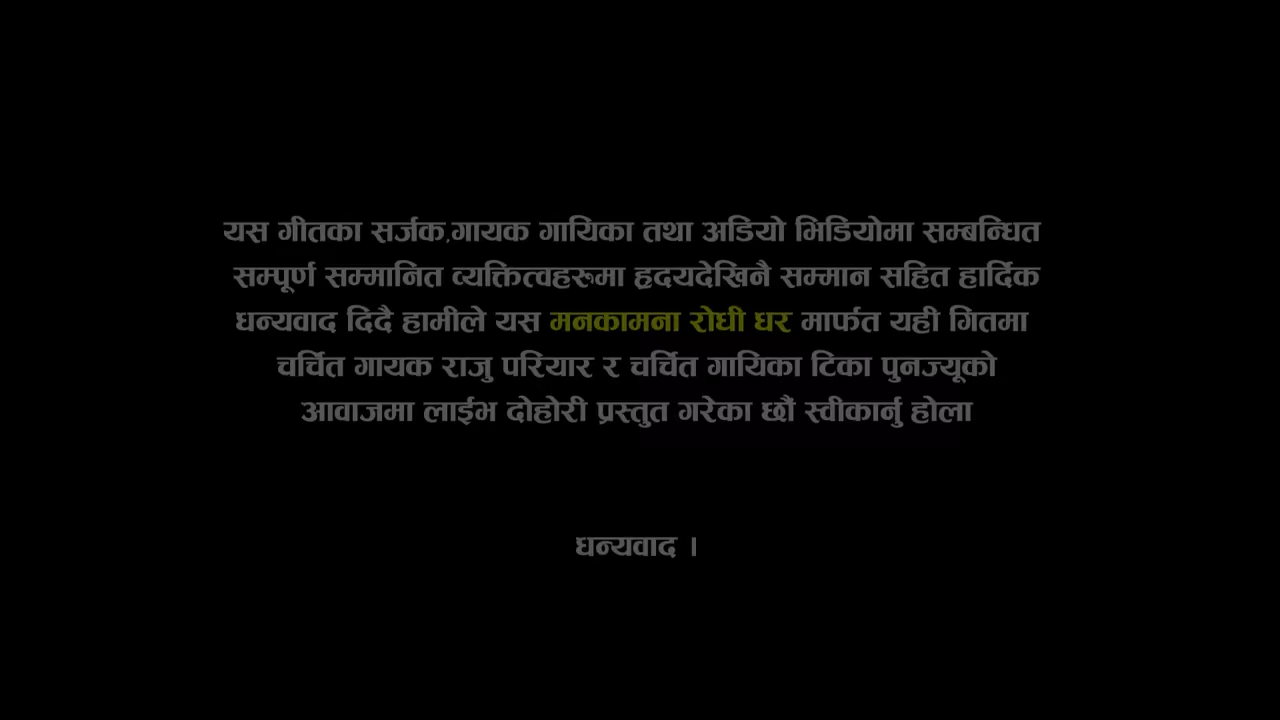 यस गीतका सर्जक,गायक गायिका तथा अडियो भिडियोमा सम्बन्धित
सम्पूर्ण सम्मानित व्यक्तित्वहरूमा हृदयदेखिनै सम्मान सहित हार्दिक
धन्यवाद दिदै हामीले यस मनकामना रोधी धर मार्फत यही गितमा
चर्चित गायक राजु परियार र चर्चित गायिका टिका पुनज्यूको
आवाजमा लाईभ दोहोरी प्रस्तुत गरेका छौं स्वीकार्नु होला
धन्यवाद ।